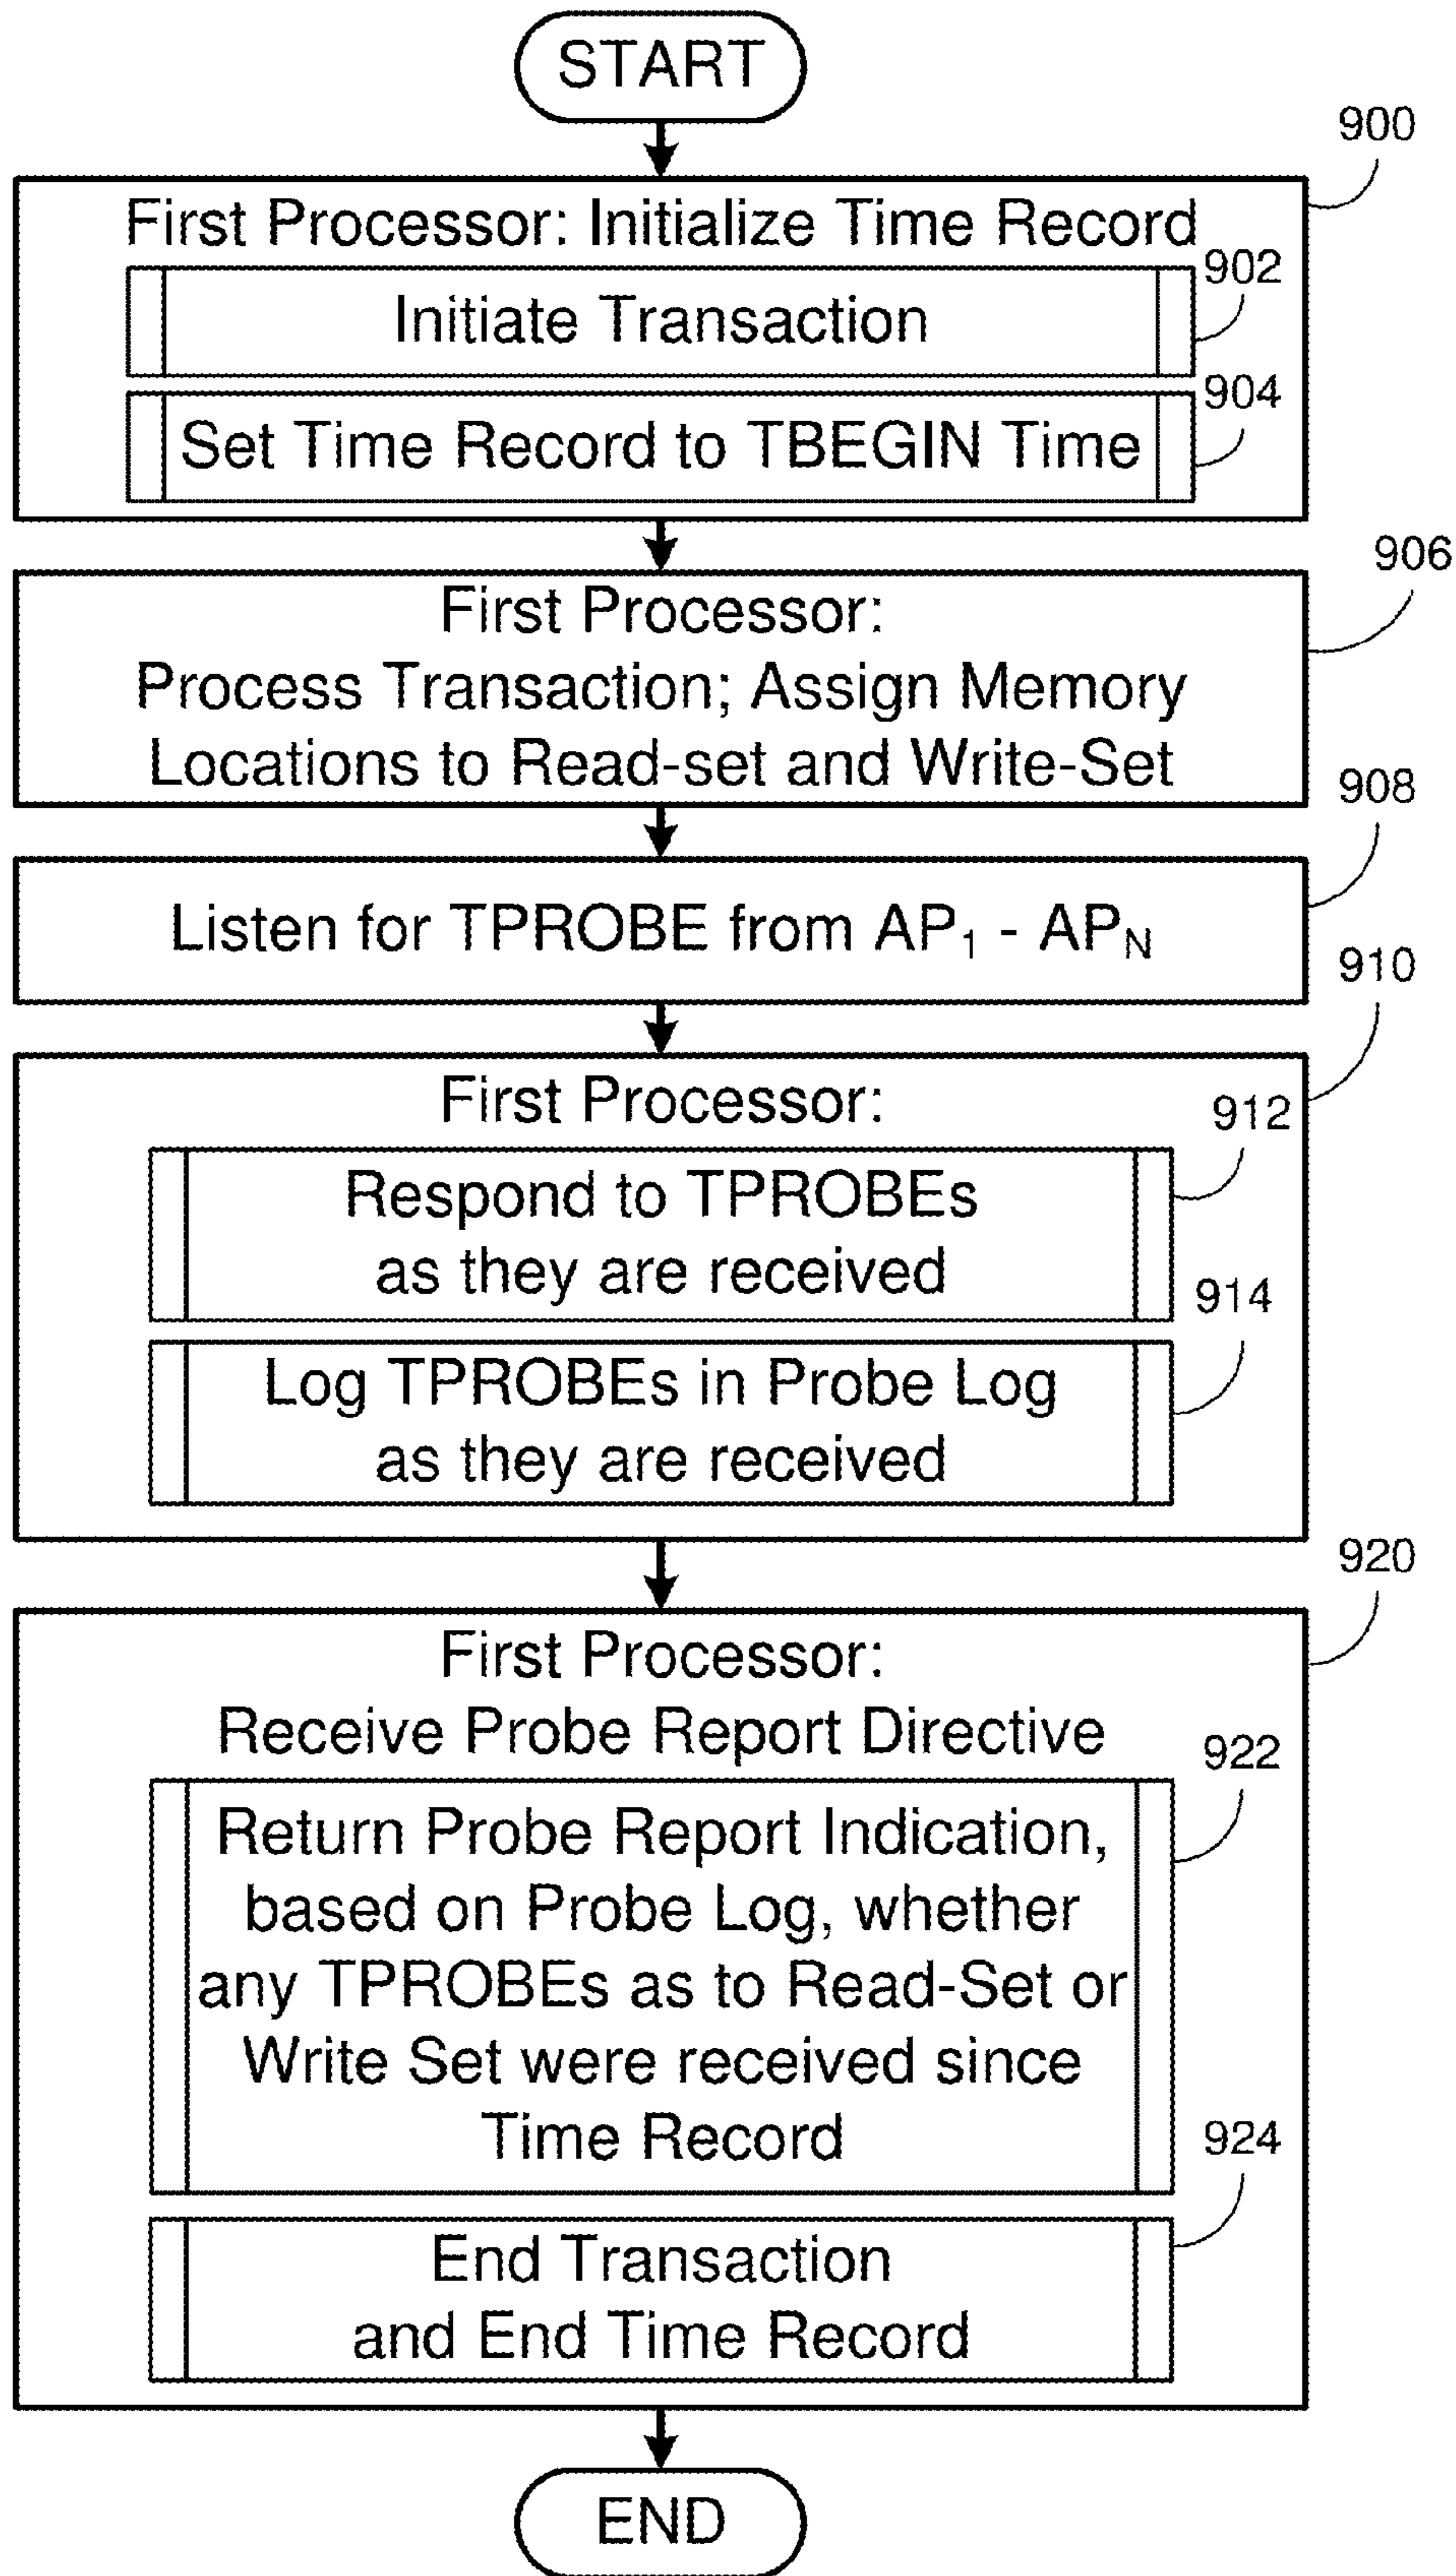 START
900
First Processor: Initialize Time Record
902
Initiate Transaction
904
Set Time Record to TBEGIN Time
906
First Processor:
Process Transaction; Assign Memory
Locations to Read-set and Write-Set
908
Listen for TPROBE from AP₁ - APN
910
First Processor:
912
Respond to TPROBEs
as they are received
914
Log TPROBEs in Probe Log
as they are received
920
First Processor:
Receive Probe Report Directive
922
Return Probe Report Indication,
based on Probe Log, whether
any TPROBEs as to Read-Set or
Write Set were received since
Time Record
924
End Transaction
and End Time Record
END